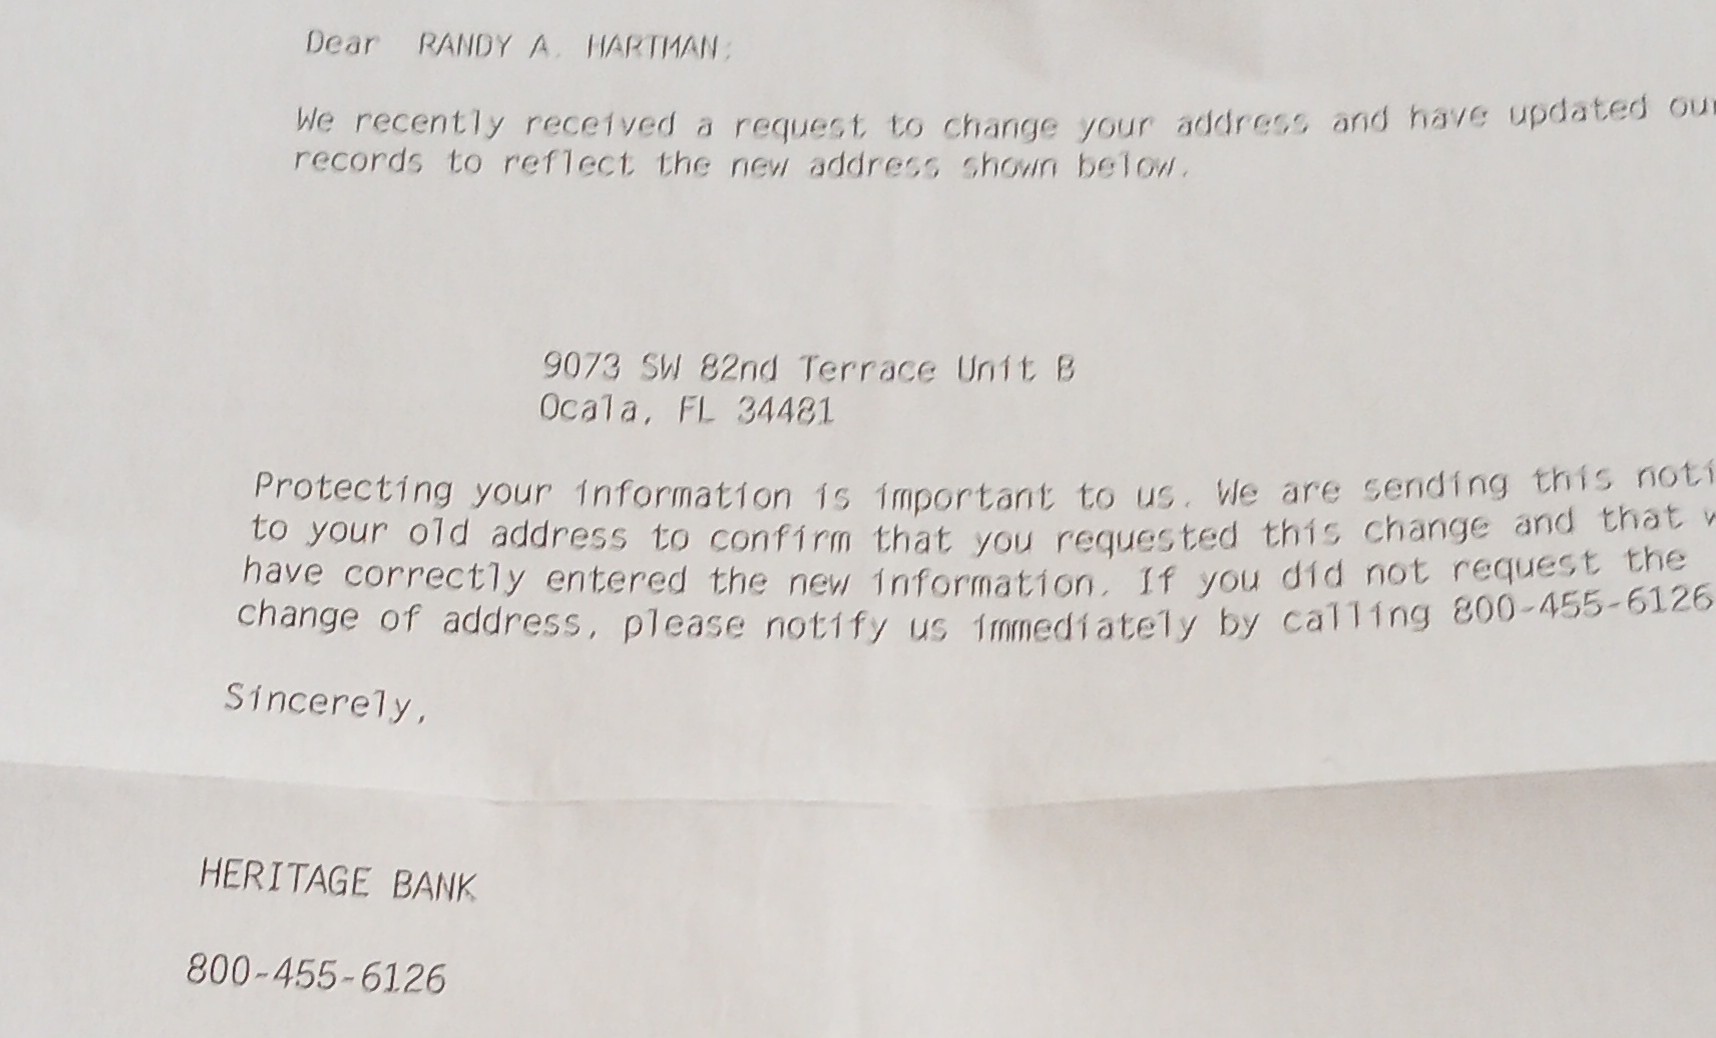 Dear RANDY A. HARTMAN:
We recently received a request to change your address and have updated our
records to reflect the new address shown below.
9073 SW 82nd Terrace Unit B
Ocala, FL 34481
Protecting your information is important to us. We are sending this noti
to your old address to confirm that you requested this change and that w
have correctly entered the new information. If you did not request the
change of address, please notify us immediately by calling 800-455-6126
Sincerely,
HERITAGE BANK
800-455-6126